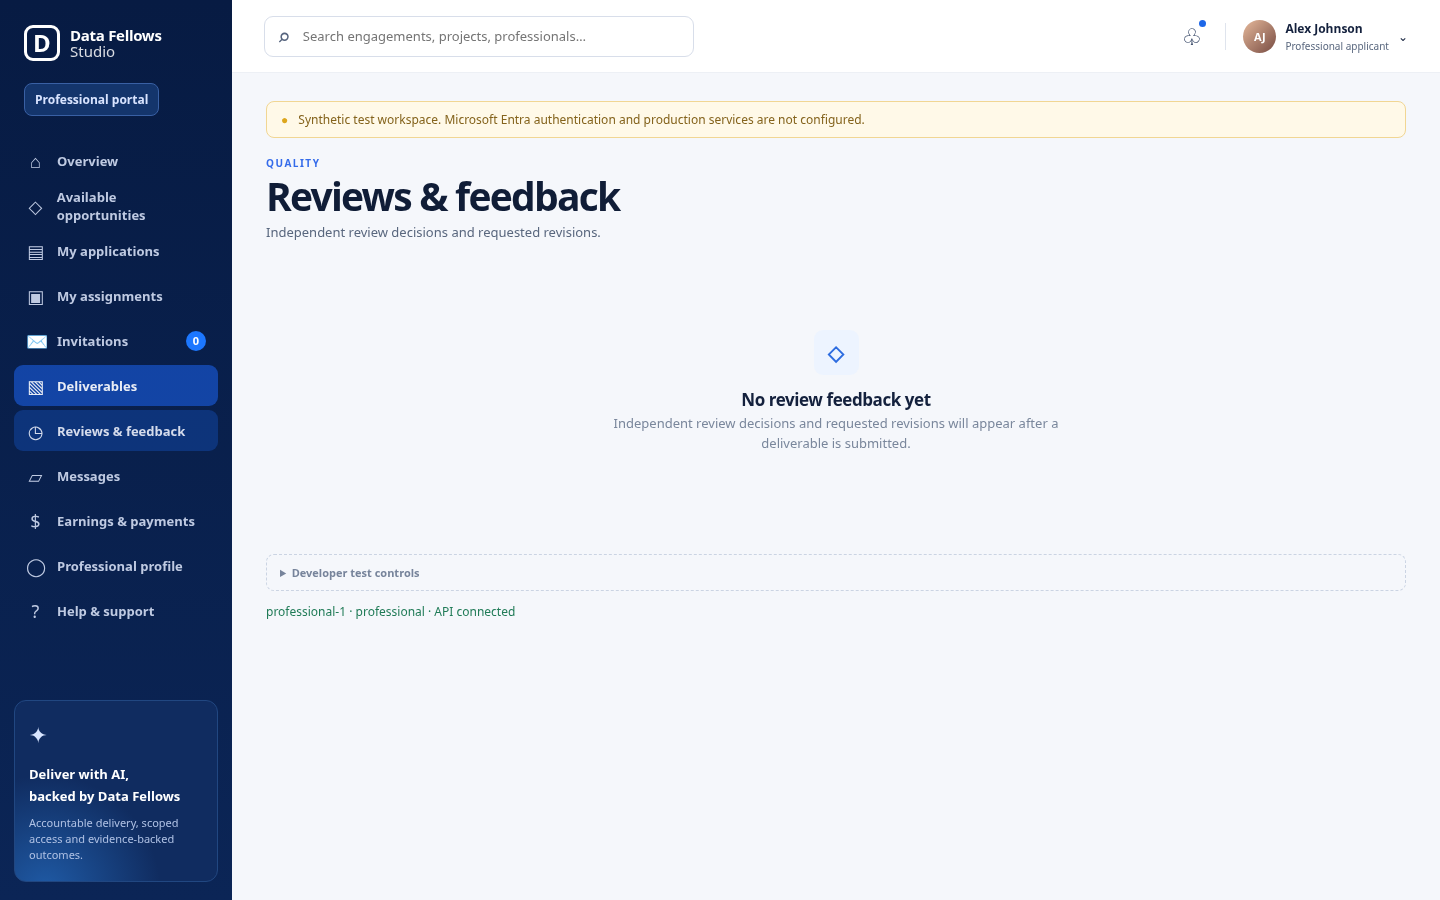 D
Data Fellows
Studio
Professional portal
Overview
Available
opportunities
My applications
My assignments
Invitations 0
Deliverables
Reviews & feedback
Messages
$ Earnings & payments
Professional profile
? Help & support
Deliver with AI,
backed by Data Fellows
Accountable delivery, scoped
access and evidence-backed
outcomes.
Search engagements, projects, professionals...
AJ
Alex Johnson
Professional applicant
Synthetic test workspace. Microsoft Entra authentication and production services are not configured.
QUALITY
Reviews & feedback
Independent review decisions and requested revisions.
No review feedback yet
Independent review decisions and requested revisions will appear after a
deliverable is submitted.
Developer test controls
professional-1 · professional · API connected